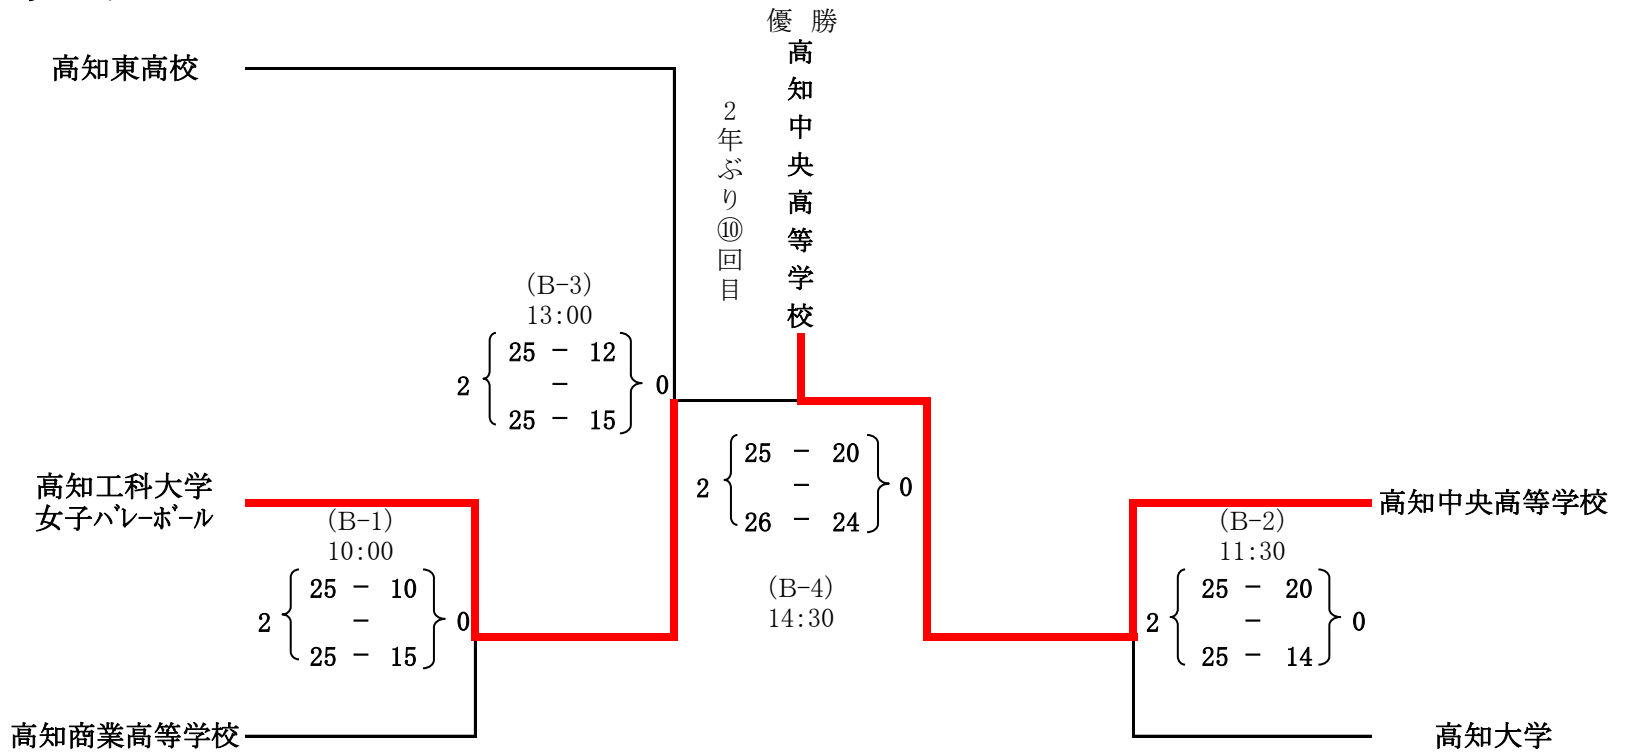 優 勝
高知中央高等学校
2年ぶり⑩回目
高知東高校
(B-3)
13:00
2 25 - 12 0
-
25 - 15
高知工科大学
女子ﾊﾞﾚｰﾎﾞｰﾙ
(B-1)
10:00
2 25 - 10 0
-
25 - 15
高知商業高等学校
2 25 - 20 0
-
26 - 24
(B-4)
14:30
高知中央高等学校
(B-2)
11:30
2 25 - 20 0
-
25 - 14
高知大学